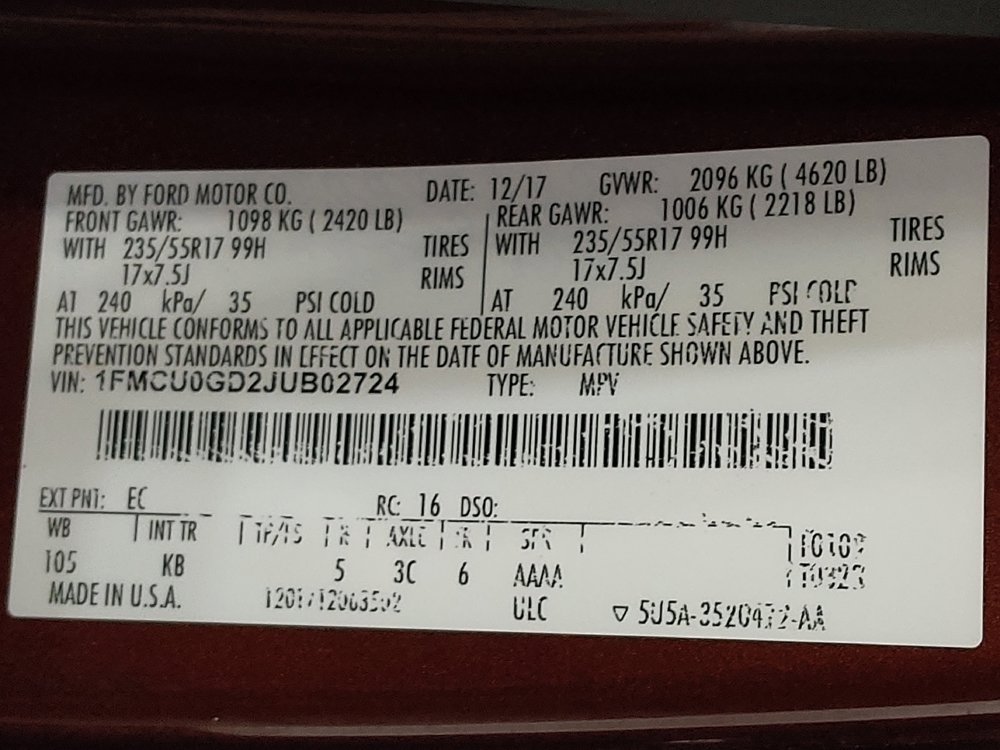 MFD. BY FORD MOTOR CO. DATE: 12/17 GVWR: 2096 KG ( 4620 LB)
FRONT GAWR: 1098 KG ( 2420 LB) REAR GAWR: 1006 KG ( 2218 LB)
WITH 235/55R17 99H TIRES WITH 235/55R17 99H TIRES
17x7.5J RIMS 17x7.5J RIMS
AT 240 kPa/ 35 PSI COLD AT 240 kPa/ 35 PSI COLD
THIS VEHICLE CONFORMS TO ALL APPLICABLE FEDERAL MOTOR VEHICLE SAFETY AND THEFT
PREVENTION STANDARDS IN EFFECT ON THE DATE OF MANUFACTURE SHOWN ABOVE.
VIN: 1FMCU0GD2JUB02724 TYPE: MPV
EXT PNT: EC RC: 16 DSO:
WB INT TR TP/PS R AXLE TR SPR
105 KB 5 3C 6 AAAA
MADE IN U.S.A. ULC